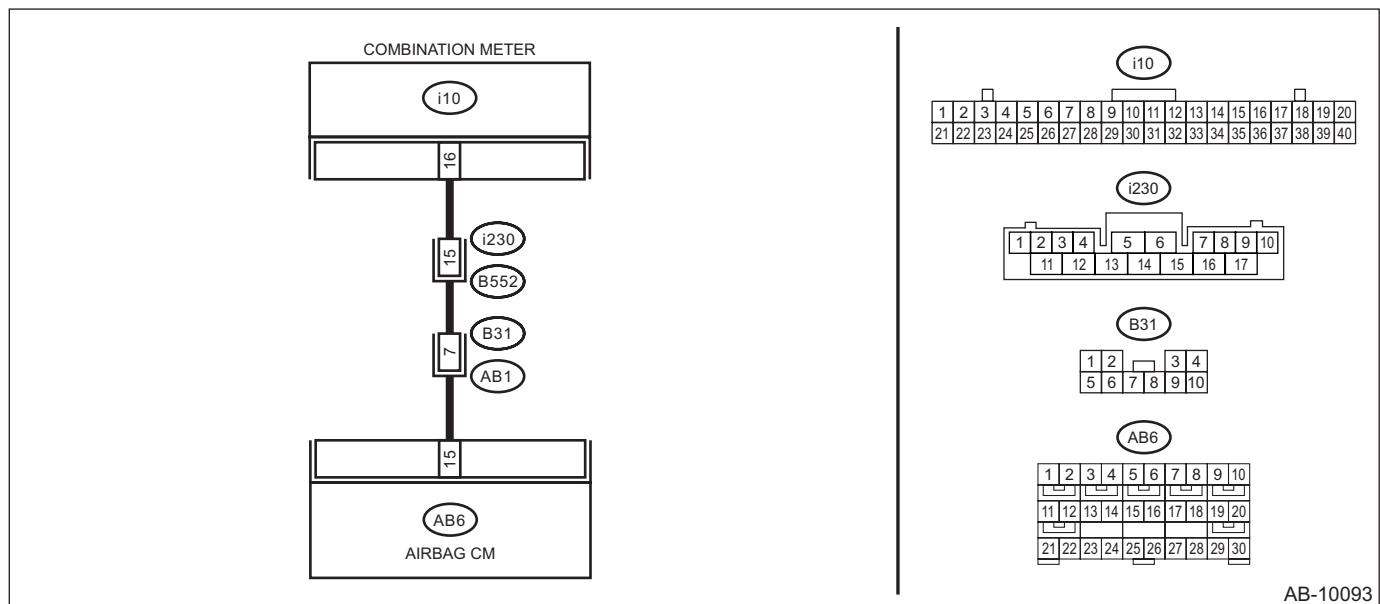 COMBINATION METER
i10
16
15
i230
B552
7
B31
AB1
15
AB6
AIRBAG CM
i10
1 2 3 4 5 6 7 8 9 10 11 12 13 14 15 16 17 18 19 20
21 22 23 24 25 26 27 28 29 30 31 32 33 34 35 36 37 38 39 40
i230
1 2 3 4 5 6 7 8 9 10
11 12 13 14 15 16 17
B31
1 2 3 4
5 6 7 8 9 10
AB6
1 2 3 4 5 6 7 8 9 10
11 12 13 14 15 16 17 18 19 20
21 22 23 24 25 26 27 28 29 30
AB-10093